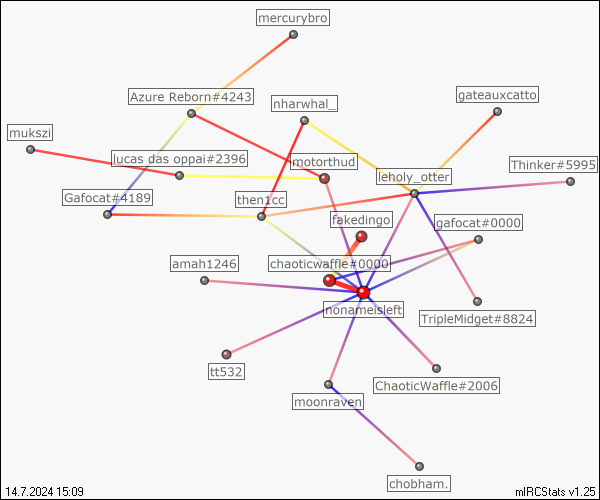 mercurybro
Azure Reborn#4243
nharwhal_
gateauxcatto
mukszi
lucas das oppai#2396
motorthud
leholy_otter
Thinker#5995
Gafocat#4189
then1cc
fakedingo
gafocat#0000
amah1246
chaoticwaffle#0000
nonameisleft
TripleMidget#8824
tt532
ChaoticWaffle#2006
moonraven
chobham.
14.7.2024 15:09
mIRCStats v1.25